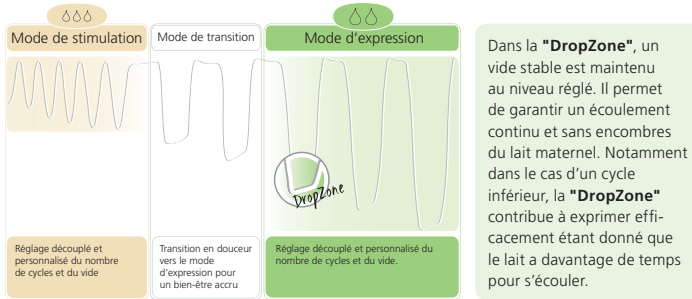 Mode de stimulation
Mode de transition
Mode d'expression
DropZone
Réglage découplé et
personnalisé du nombre
de cycles et du vide
Transition en douceur
vers le mode
d'expression pour
un bien-être accru
Réglage découplé et personnalisé du
nombre de cycles et du vide.
Dans la "DropZone", un
vide stable est maintenu
au niveau réglé. Il permet
de garantir un écoulement
continu et sans encombres
du lait maternel. Notamment
dans le cas d'un cycle
inférieur, la "DropZone"
contribue à exprimer effi-
cacement étant donné que
le lait a davantage de temps
pour s'écouler.